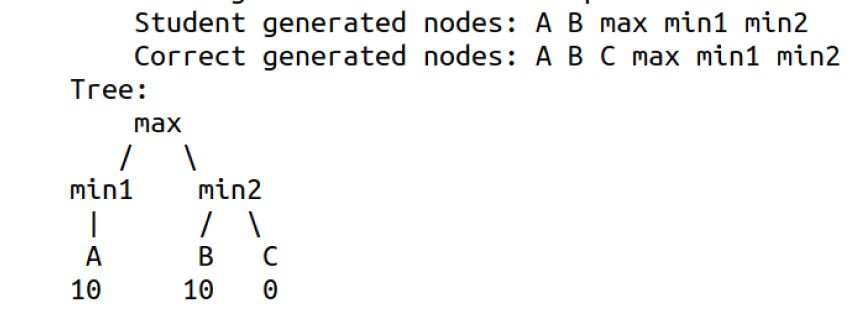 Student generated nodes: A B max min1 min2
Correct generated nodes: A B C max min1 min2
Tree:
max
/ \
min1 min2
| / \
A B C
10 10 0